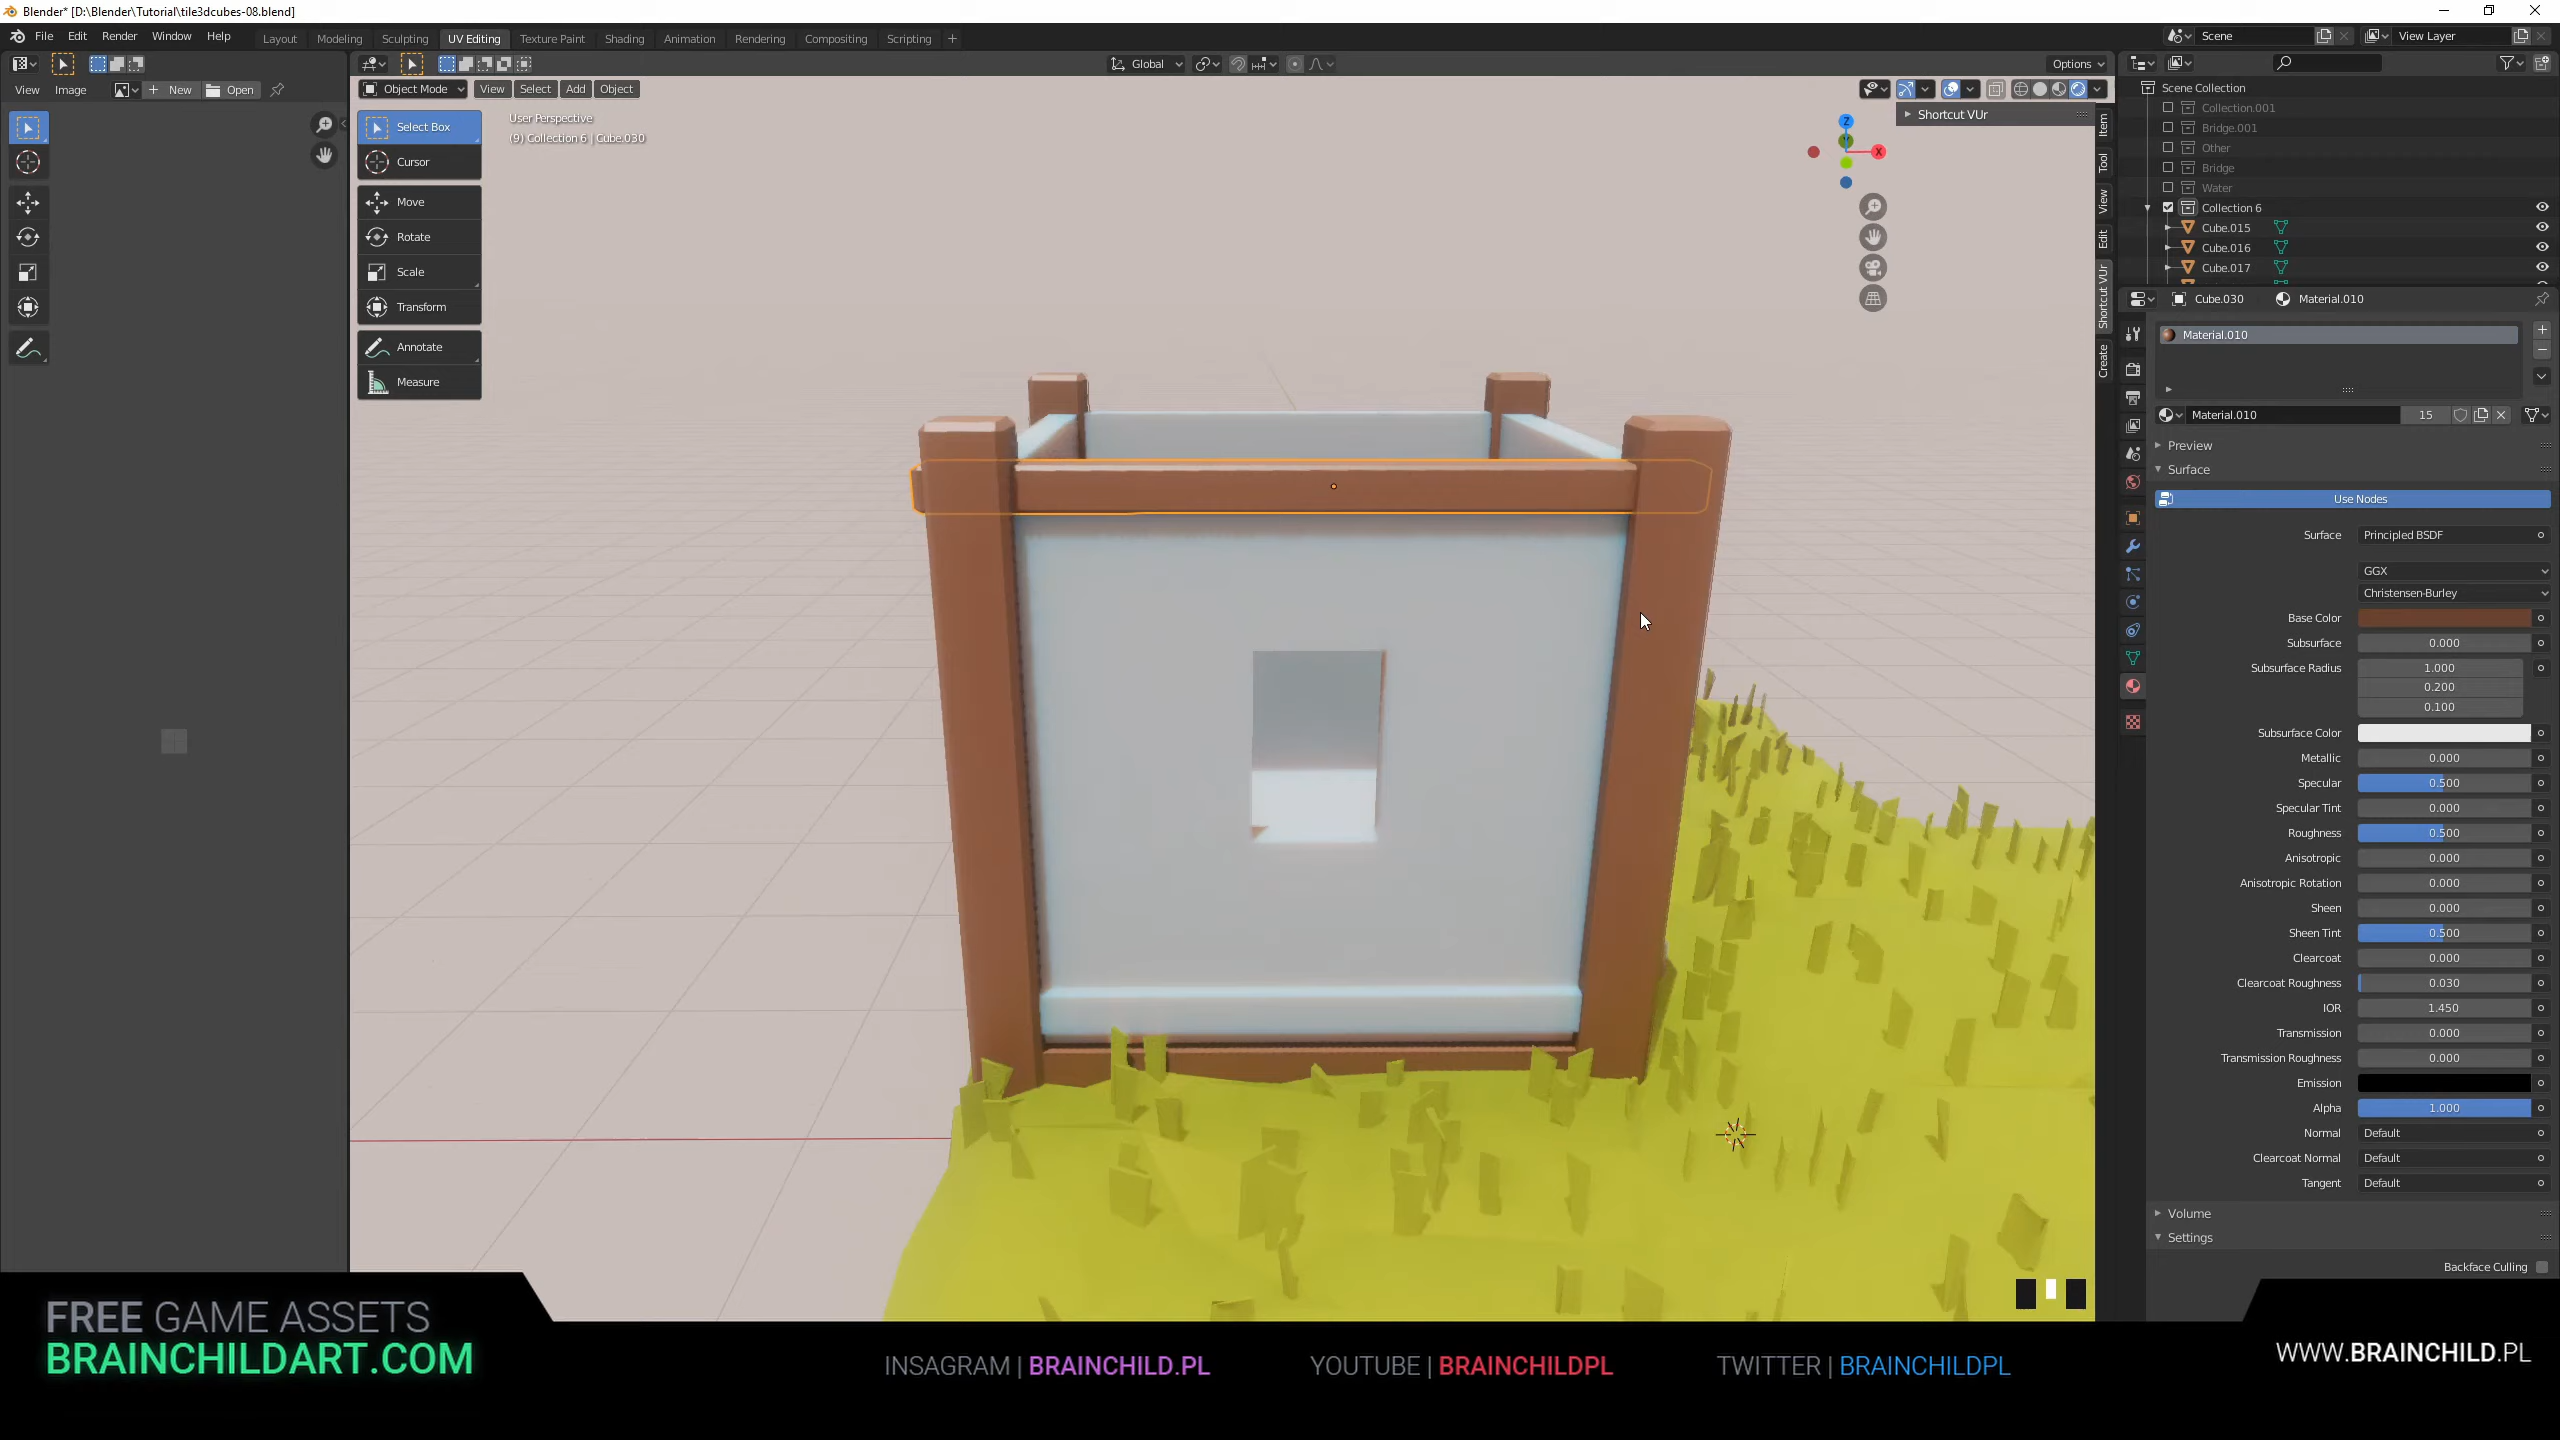 Blender* [D:\Blender\Tutorial\tile3dcubes-08.blend]
File Edit Render Window Help
Layout Modeling Sculpting UV Editing Texture Paint Shading Animation Rendering Compositing Scripting +
Scene
View Layer
Global
Options
View Image
New
Open
Object Mode
View Select Add Object
Select Box
Cursor
Move
Rotate
Scale
Transform
Annotate
Measure
User Perspective
(9) Collection 6 | Cube.030
Shortcut VUr
Z
Y
X
Item
Tool
View
Edit
Shortcut VUr
Create
Scene Collection
Collection.001
Bridge.001
Other
Bridge
Water
Collection 6
Cube.015
Cube.016
Cube.017
Cube.030 Material.010
Material.010
Material.010 15
Preview
Surface
Use Nodes
Surface Principled BSDF
GGX
Christensen-Burley
Base Color
Subsurface 0.000
Subsurface Radius 1.000
0.200
0.100
Subsurface Color
Metallic 0.000
Specular 0.500
Specular Tint 0.000
Roughness 0.500
Anisotropic 0.000
Anisotropic Rotation 0.000
Sheen 0.000
Sheen Tint 0.500
Clearcoat 0.000
Clearcoat Roughness 0.030
IOR 1.450
Transmission 0.000
Transmission Roughness 0.000
Emission
Alpha 1.000
Normal Default
Clearcoat Normal Default
Tangent Default
Volume
Settings
Backface Culling
FREE GAME ASSETS
BRAINCHILDART.COM
INSAGRAM | BRAINCHILD.PL
YOUTUBE | BRAINCHILDPL
TWITTER | BRAINCHILDPL
WWW.BRAINCHILD.PL